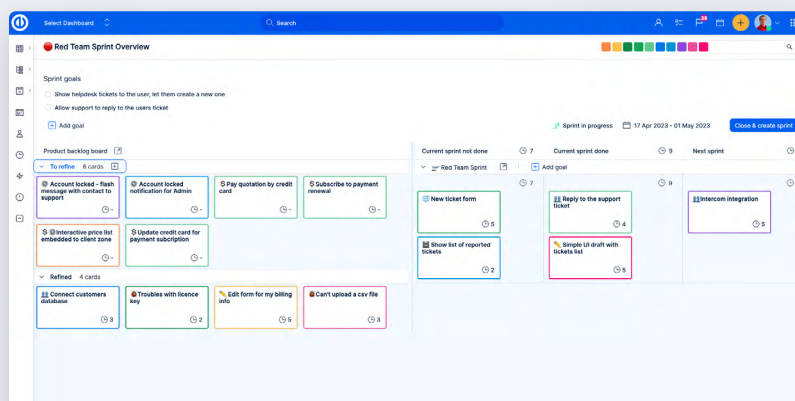 Select Dashboard
Search
Red Team Sprint Overview
Sprint goals
Show helpdesk tickets to the user, let them create a new one
Allow support to reply to the users ticket
Add goal
Sprint in progress
17 Apr 2023 - 01 May 2023
Close & create sprint
Product backlog board
Current sprint not done
7
Current sprint done
9
Next sprint
To refine 6 cards
Red Team Sprint
Add goal
7
9
Account locked - flash
message with contact to
support
-
Account locked
notification for Admin
-
$ Pay quotation by credit
card
-
$ Subscribe to payment
renewal
-
New ticket form
5
Reply to the support
ticket
4
Intercom integration
5
$ Interactive price list
embedded to client zone
-
$ Update credit card for
payment subcription
-
Show list of reported
tickets
2
Simple UI draft with
tickets list
5
Refined 4 cards
Connect customers
database
3
Troubles with licence
key
2
Edit form for my billing
info
5
Can't upload a csv file
3